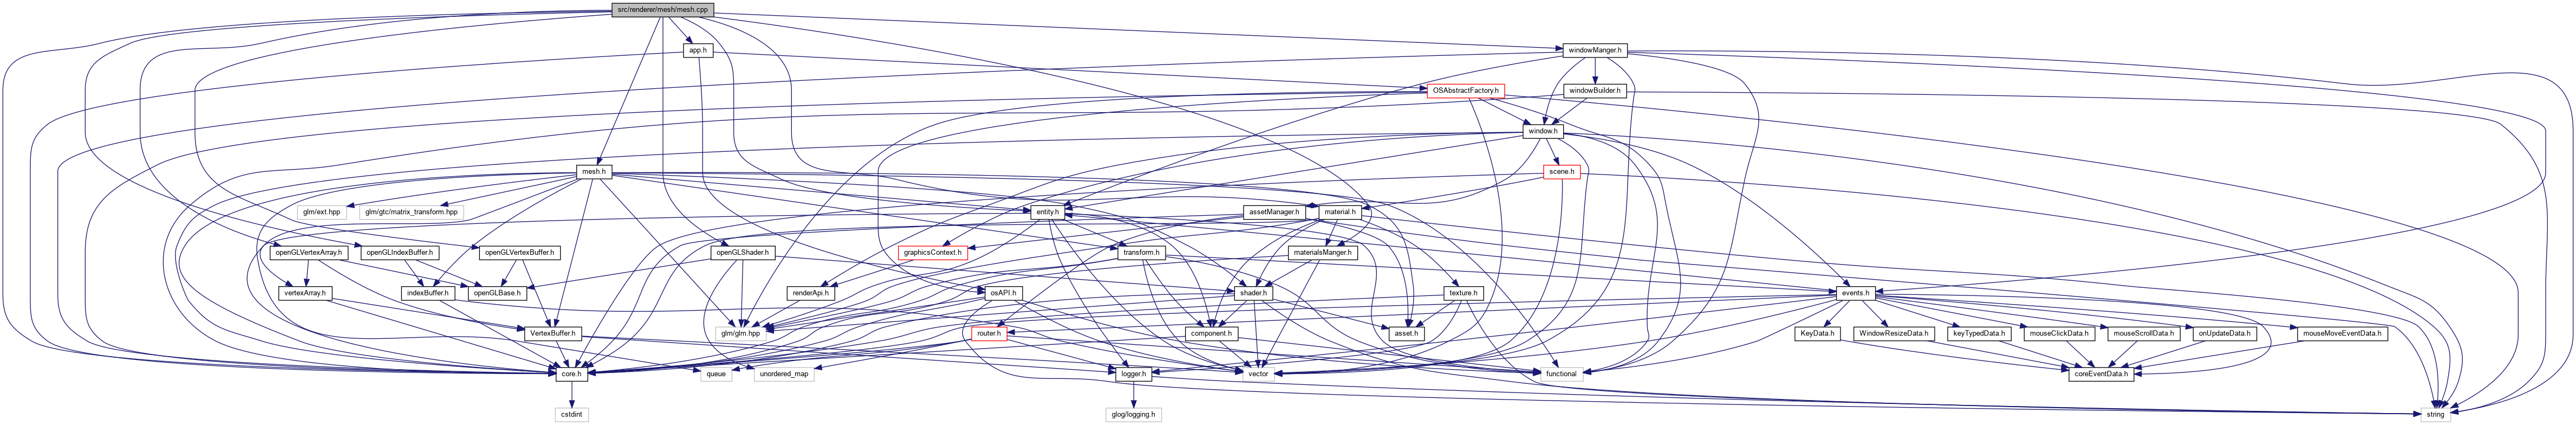 src/renderer/mesh/mesh.cpp
app.h
windowManger.h
OSAbstractFactory.h
windowBuilder.h
window.h
mesh.h
scene.h
glm/ext.hpp
glm/gtc/matrix_transform.hpp
entity.h
assetManager.h
material.h
openGLVertexArray.h
openGLIndexBuffer.h
openGLVertexBuffer.h
openGLShader.h
graphicsContext.h
transform.h
materialsManger.h
vertexArray.h
indexBuffer.h
openGLBase.h
renderApi.h
osAPI.h
shader.h
texture.h
events.h
VertexBuffer.h
glm/glm.hpp
router.h
component.h
asset.h
KeyData.h
WindowResizeData.h
keyTypedData.h
mouseClickData.h
mouseScrollData.h
onUpdateData.h
mouseMoveEventData.h
core.h
queue
unordered_map
logger.h
vector
functional
coreEventData.h
cstdint
glog/logging.h
string